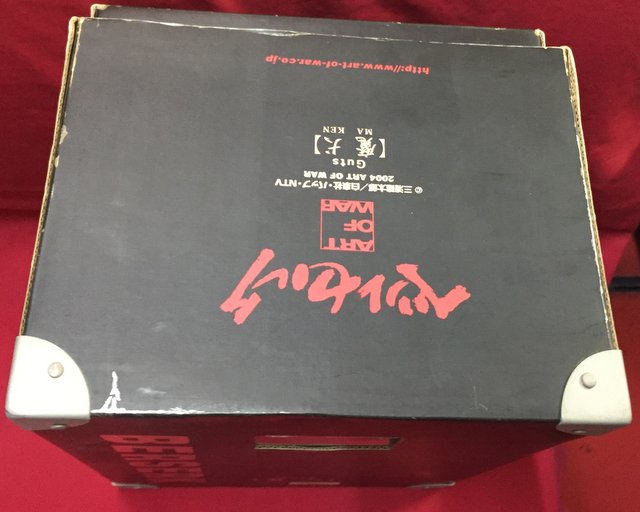 ベルセルク
ART
OF
WAR
© 三浦建太郎/白泉社・バップ・NTV
2004 ART OF WAR
Guts
【魔 犬】
MA KEN
http://www.art-of-war.co.jp
BERSE